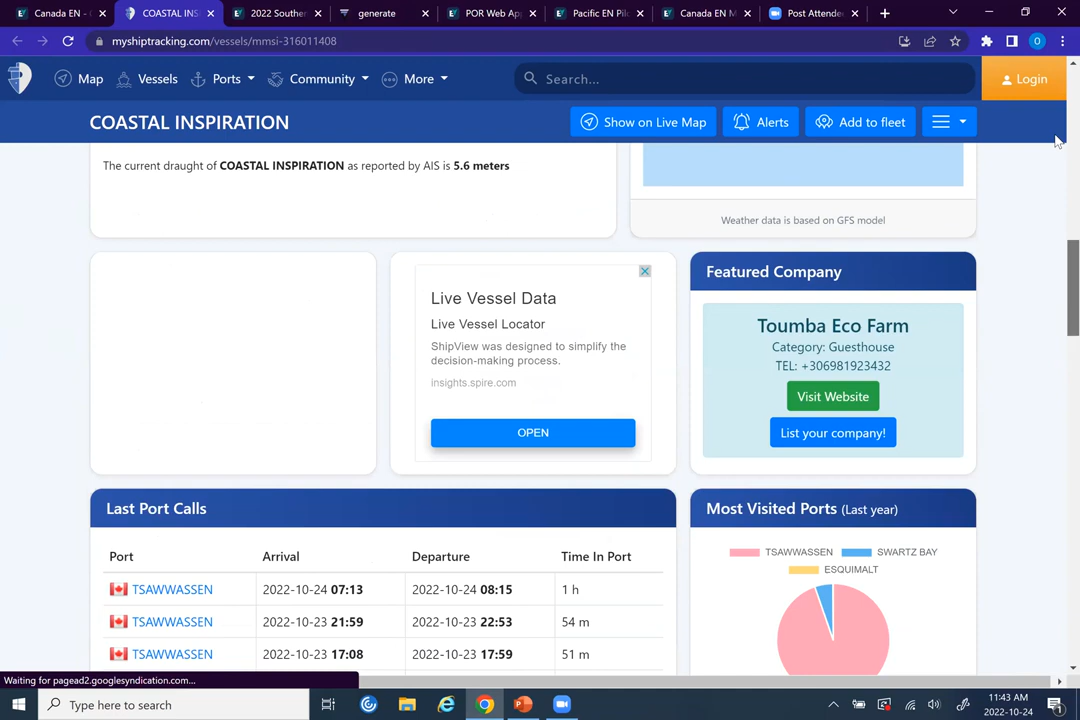 Canada EN -
COASTAL INS
2022 Souther
generate
POR Web Ap
Pacific EN Pil
Canada EN M
Post Attende
myshiptracking.com/vessels/mmsi-316011408
O
Map
Vessels
Ports
Community
More
Search...
Login
COASTAL INSPIRATION
Show on Live Map
Alerts
Add to fleet
The current draught of COASTAL INSPIRATION as reported by AIS is 5.6 meters
Weather data is based on GFS model
Live Vessel Data
Live Vessel Locator
ShipView was designed to simplify the
decision-making process.
insights.spire.com
OPEN
Featured Company
Toumba Eco Farm
Category: Guesthouse
TEL: +306981923432
Visit Website
List your company!
Last Port Calls
Port Arrival Departure Time In Port
TSAWWASSEN 2022-10-24 07:13 2022-10-24 08:15 1 h
TSAWWASSEN 2022-10-23 21:59 2022-10-23 22:53 54 m
TSAWWASSEN 2022-10-23 17:08 2022-10-23 17:59 51 m
Most Visited Ports (Last year)
TSAWWASSEN SWARTZ BAY
ESQUIMALT
Waiting for pagead2.googlesyndication.com...
Type here to search
11:43 AM
2022-10-24
1